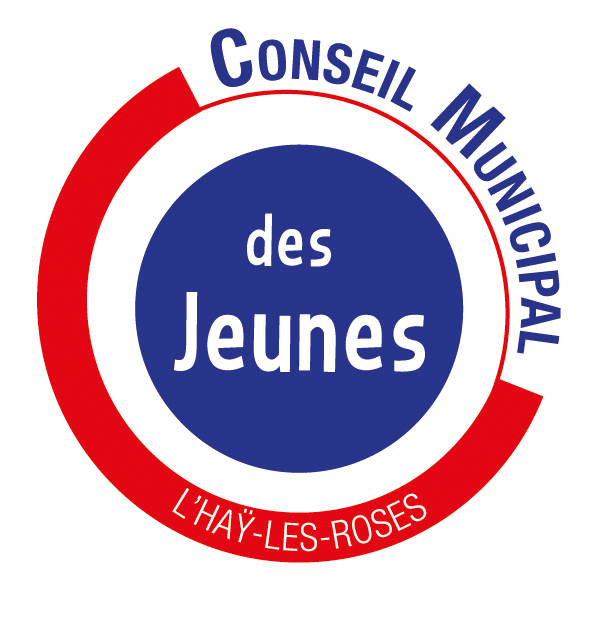 CONSEIL MUNICIPAL
des
Jeunes
L'HAŸ-LES-ROSES